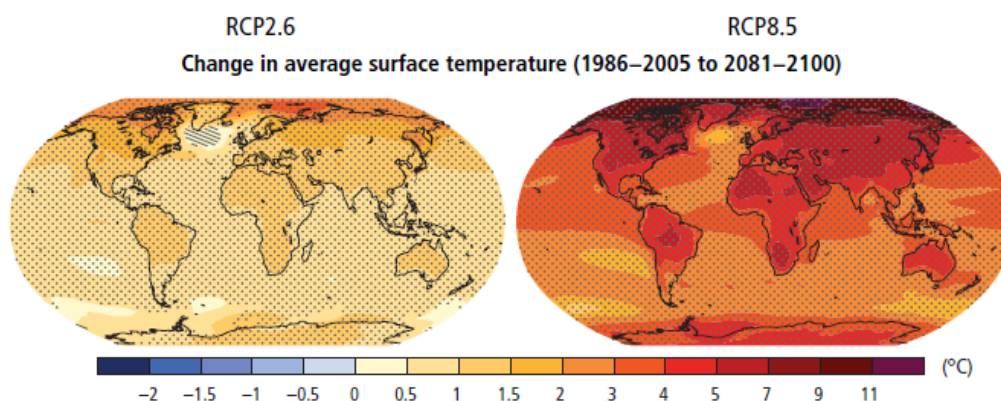 RCP2.6 RCP8.5
Change in average surface temperature (1986–2005 to 2081–2100)
(°C)
−2 −1.5 −1 −0.5 0 0.5 1 1.5 2 3 4 5 7 9 11